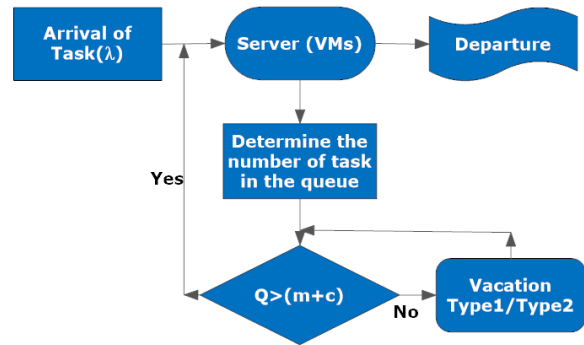 Arrival of
Task(λ)
Server (VMs)
Departure
Determine the
number of task
in the queue
Yes
Q>(m+c)
No
Vacation
Type1/Type2